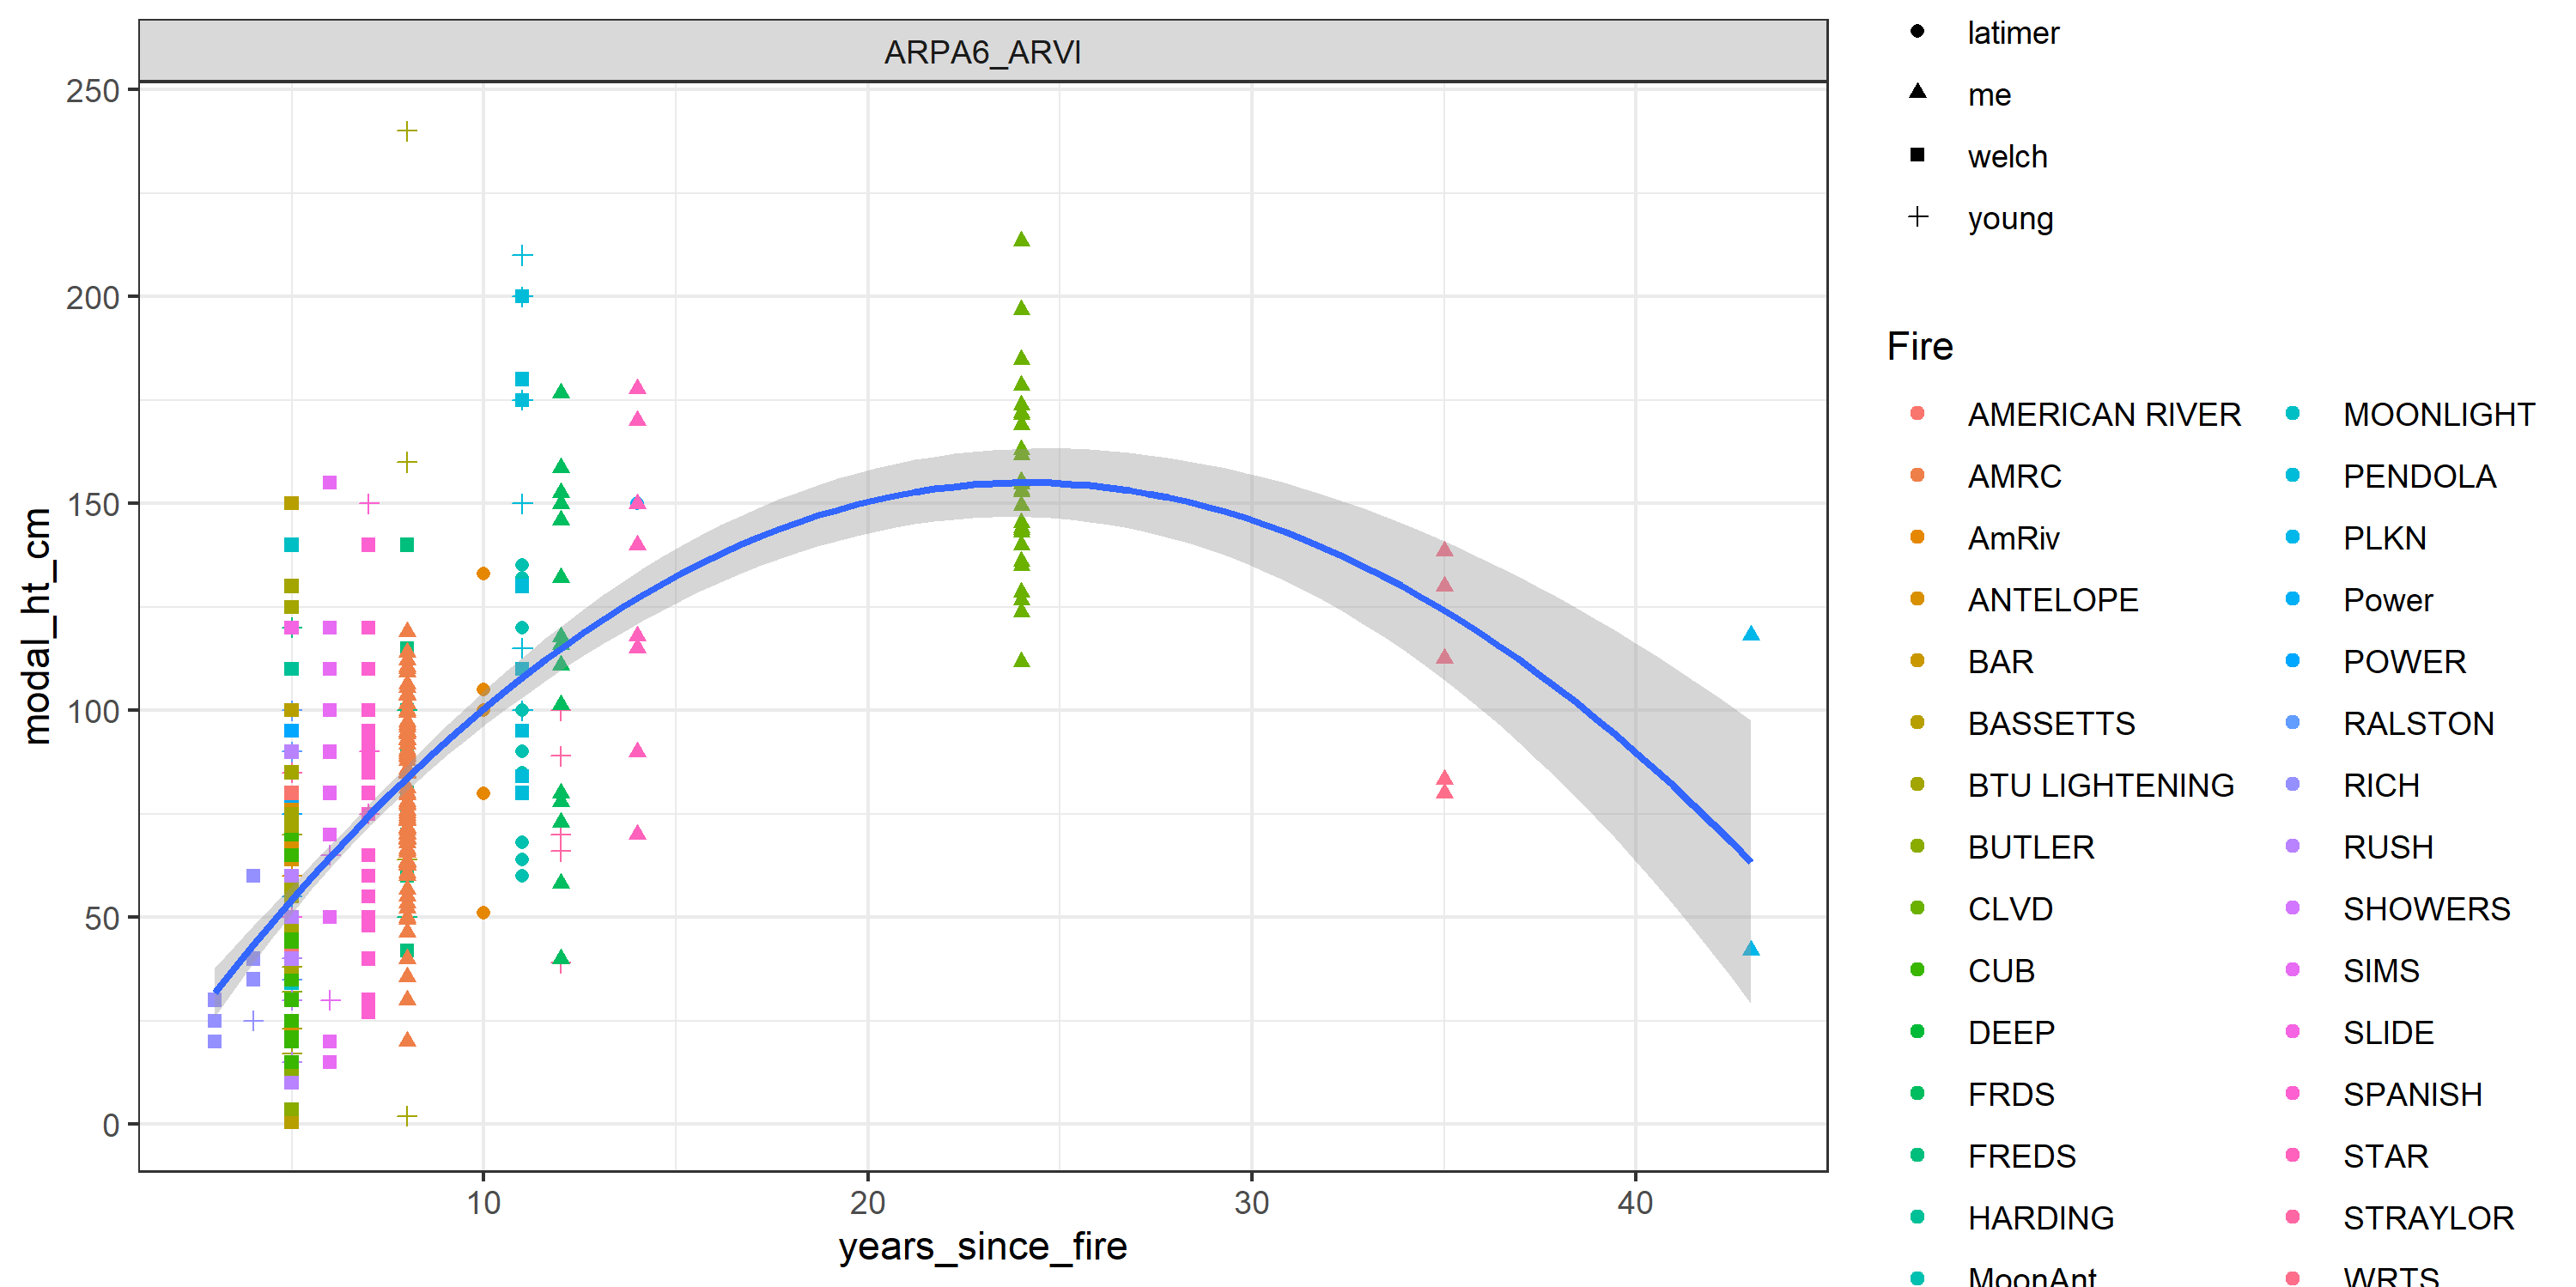 ARPA6_ARVI
250
200
150
100
50
0
modal_ht_cm
10
20
30
40
years_since_fire
latimer
me
welch
young
Fire
AMERICAN RIVER
AMRC
AmRiv
ANTELOPE
BAR
BASSETTS
BTU LIGHTENING
BUTLER
CLVD
CUB
DEEP
FRDS
FREDS
HARDING
MoonAnt
MOONLIGHT
PENDOLA
PLKN
Power
POWER
RALSTON
RICH
RUSH
SHOWERS
SIMS
SLIDE
SPANISH
STAR
STRAYLOR
WRTS